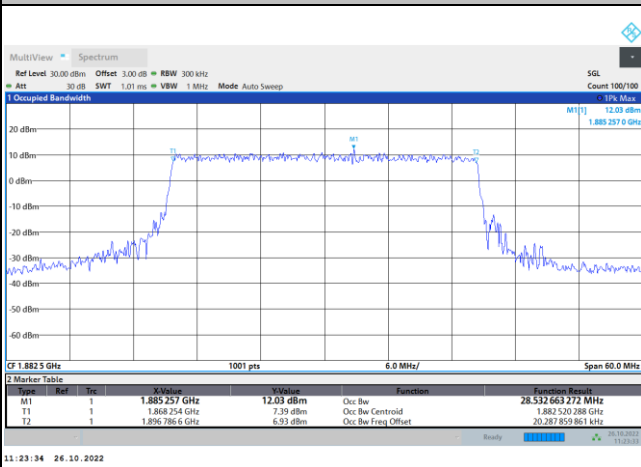 MultiView Spectrum
Ref Level 30.00 dBm Offset 3.00 dB RBW 300 kHz SGL
Att 30 dB SWT 1.01 ms VBW 1 MHz Mode Auto Sweep Count 100/100
1 Occupied Bandwidth 1Pk Max
M1[1] 12.03 dBm
1.885 257 0 GHz
20 dBm
M1
T1 T2
10 dBm
0 dBm
-10 dBm
-20 dBm
-30 dBm
-40 dBm
-50 dBm
-60 dBm
CF 1.882 5 GHz 1001 pts 6.0 MHz/ Span 60.0 MHz
2 Marker Table
Type Ref Trc X-Value Y-Value Function Function Result
M1 1 1.885 257 GHz 12.03 dBm Occ Bw 28.532 663 272 MHz
T1 1 1.868 254 GHz 7.39 dBm Occ Bw Centroid 1.882 520 288 GHz
T2 1 1.896 786 6 GHz 6.93 dBm Occ Bw Freq Offset 20.287 859 861 kHz
Ready 26.10.2022
11:23:33
11:23:34 26.10.2022